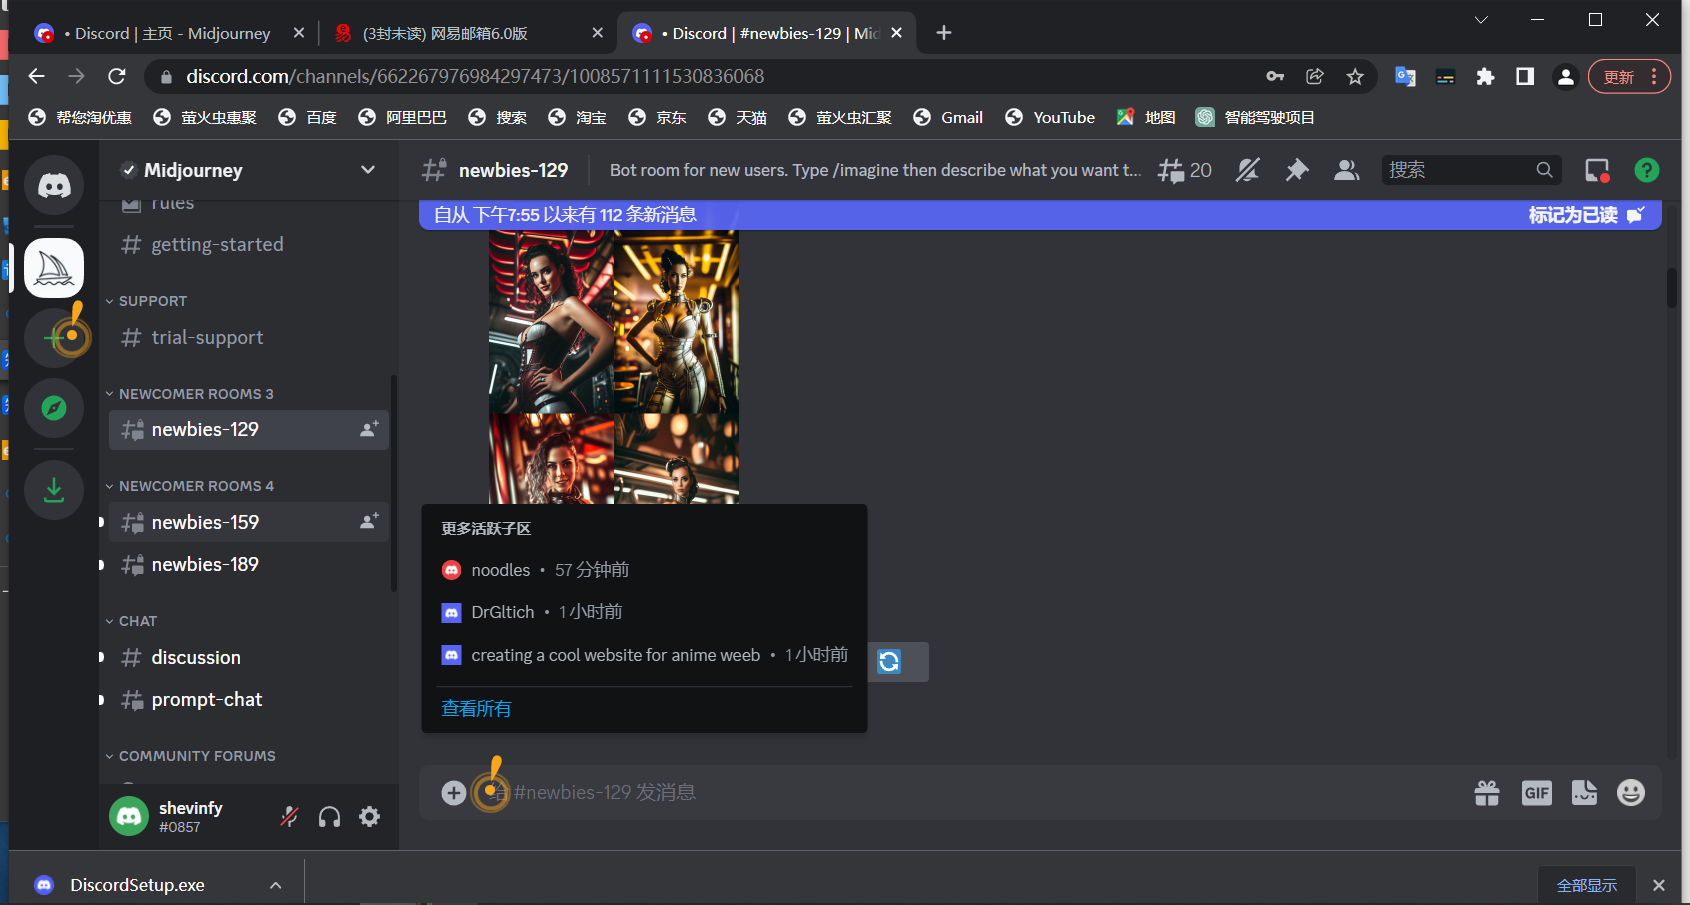 • Discord | 主页 - Midjourney
(3封未读) 网易邮箱6.0版
• Discord | #newbies-129 | Mid
discord.com/channels/662267976984297473/1008571111530836068
更新
帮您淘优惠
萤火虫惠聚
百度
阿里巴巴
搜索
淘宝
京东
天猫
萤火虫汇聚
Gmail
YouTube
地图
智能驾驶项目
Midjourney
newbies-129
Bot room for new users. Type /imagine then describe what you want t...
20
搜索
rules
getting-started
SUPPORT
trial-support
NEWCOMER ROOMS 3
newbies-129
NEWCOMER ROOMS 4
newbies-159
newbies-189
CHAT
discussion
prompt-chat
COMMUNITY FORUMS
shevinfy
#0857
自从 下午7:55 以来有 112 条新消息
标记为已读
更多活跃子区
noodles • 57 分钟前
DrGltich • 1 小时前
creating a cool website for anime weeb • 1 小时前
查看所有
给 #newbies-129 发消息
GIF
DiscordSetup.exe
全部显示